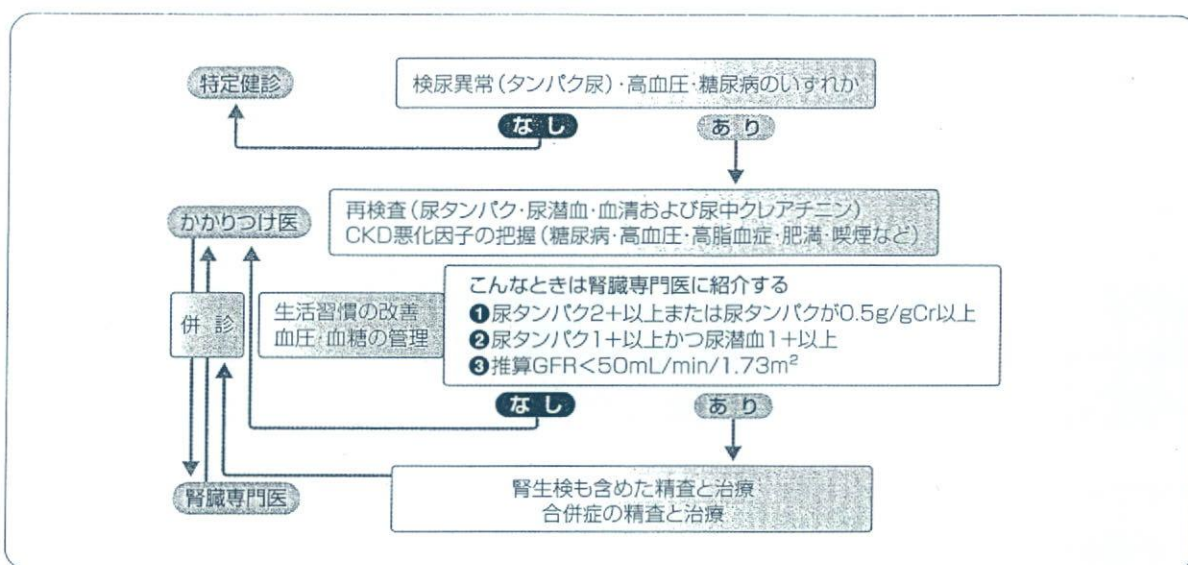 特定健診
検尿異常(タンパク尿)・高血圧・糖尿病のいずれか
なし
あり
かかりつけ医
再検査(尿タンパク・尿潜血・血清および尿中クレアチニン)
CKD悪化因子の把握(糖尿病・高血圧・高脂血症・肥満・喫煙など)
併診
生活習慣の改善
血圧・血糖の管理
こんなときは腎臓専門医に紹介する
❶尿タンパク2+以上または尿タンパクが0.5g/gCr以上
❷尿タンパク1+以上かつ尿潜血1+以上
❸推算GFR<50mL/min/1.73m²
なし
あり
腎臓専門医
腎生検も含めた精査と治療
合併症の精査と治療